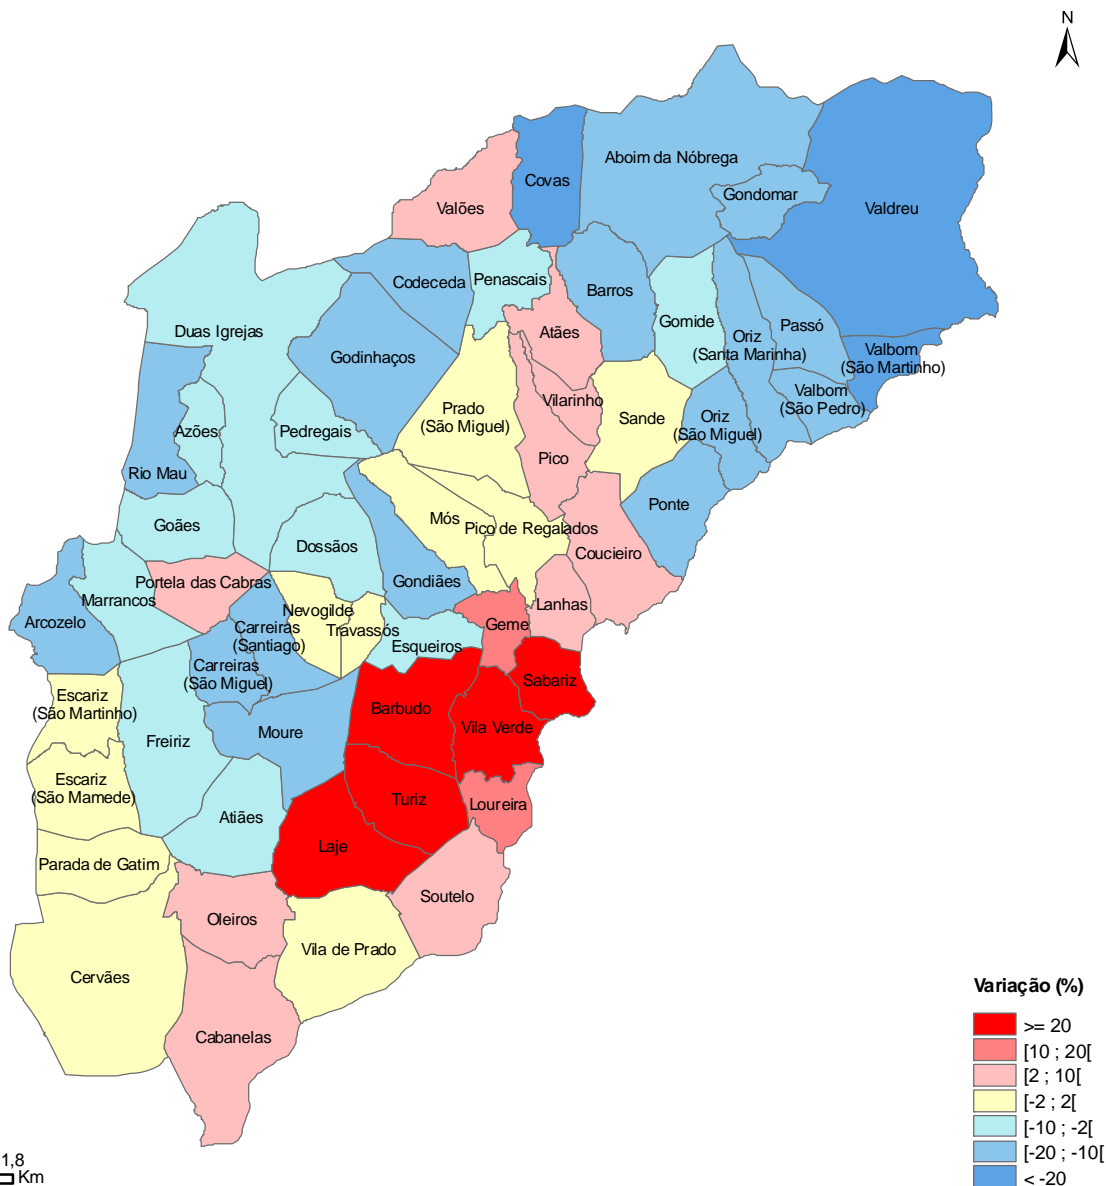 N
Aboim da Nóbrega
Covas
Gondomar
Valões
Valdreu
Codeceda
Penascais
Barros
Gomide
Passó
Duas Igrejas
Atães
Oriz
(Santa Marinha)
Godinhaços
Valbom
(São Martinho)
Valbom
(São Pedro)
Vilarinho
Prado
(São Miguel)
Sande
Oriz
(São Miguel)
Azões
Pedregais
Pico
Rio Mau
Ponte
Goães
Mós
Pico de Regalados
Dossãos
Coucieiro
Portela das Cabras
Gondiães
Marrancos
Lanhas
Nevogilde
Arcozelo
Geme
Carreiras
(Santiago)
Travassós
Esqueiros
Carreiras
(São Miguel)
Sabariz
Escariz
(São Martinho)
Barbudo
Vila Verde
Moure
Freiriz
Escariz
(São Mamede)
Turiz
Loureira
Atiães
Laje
Parada de Gatim
Soutelo
Oleiros
Vila de Prado
Cervães
Cabanelas
Variação (%)
>= 20
[10 ; 20[
[2 ; 10[
[-2 ; 2[
[-10 ; -2[
[-20 ; -10[
< -20
1,8
Km